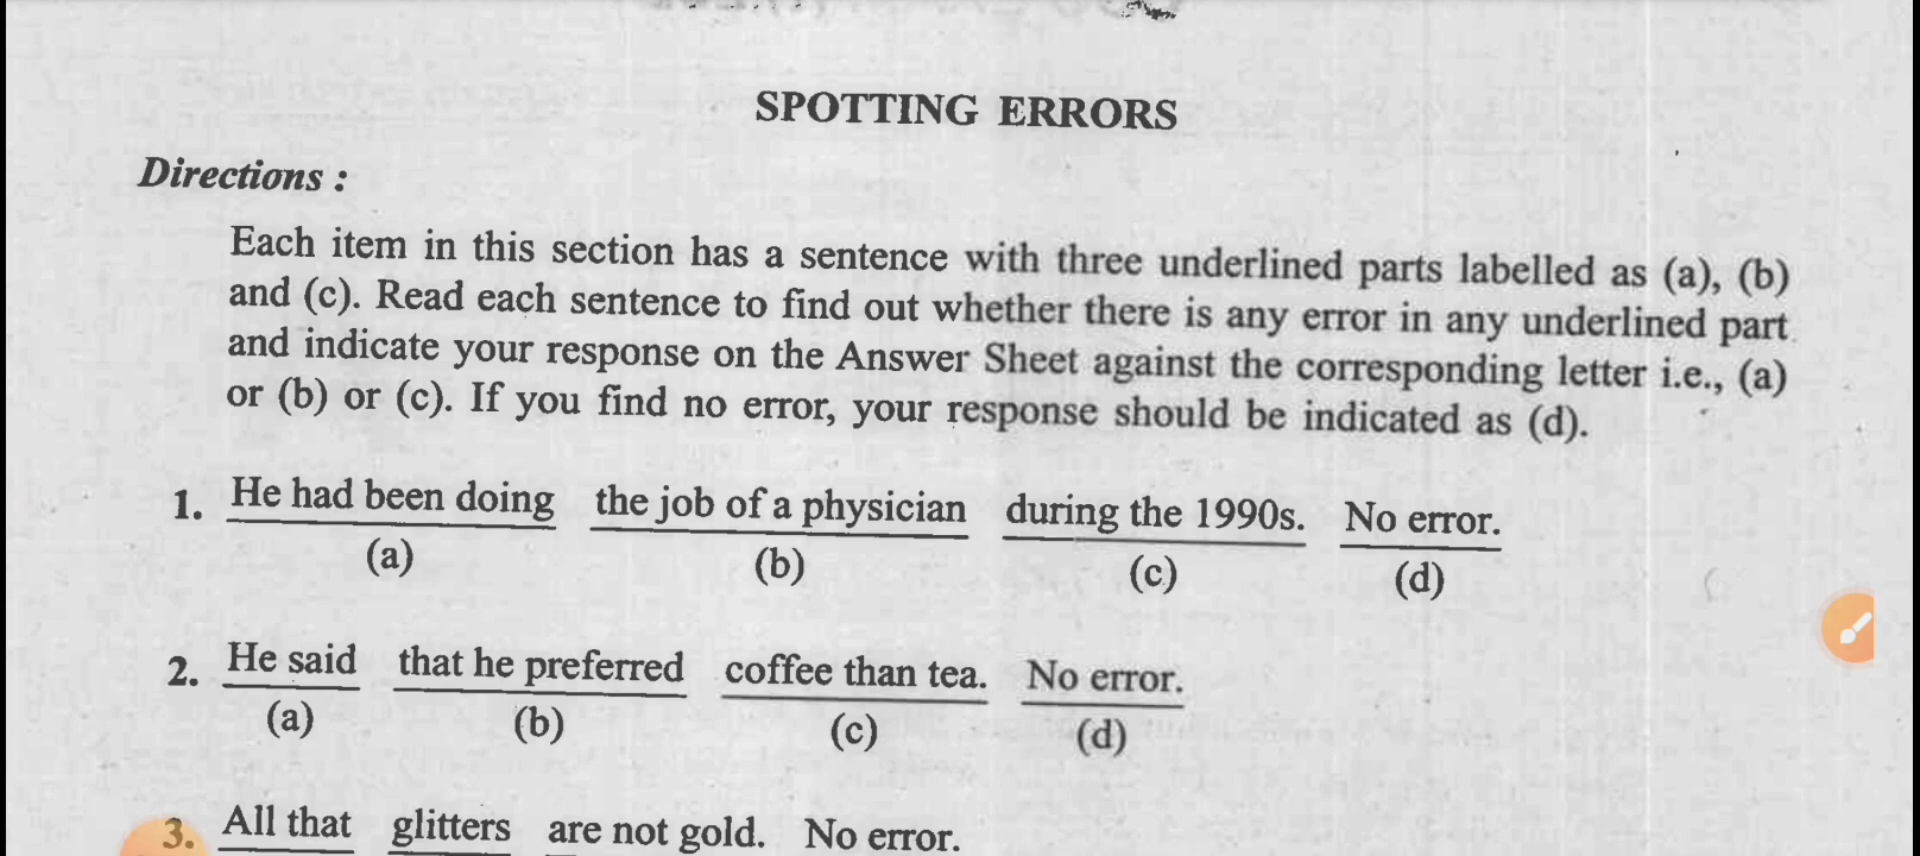 SPOTTING ERRORS
Directions :
Each item in this section has a sentence with three underlined parts labelled as (a), (b)
and (c). Read each sentence to find out whether there is any error in any underlined part
and indicate your response on the Answer Sheet against the corresponding letter i.e., (a)
or (b) or (c). If you find no error, your response should be indicated as (d).
1. He had been doing the job of a physician during the 1990s. No error.
(a) (b) (c) (d)
2. He said that he preferred coffee than tea. No error.
(a) (b) (c) (d)
3. All that glitters are not gold. No error.